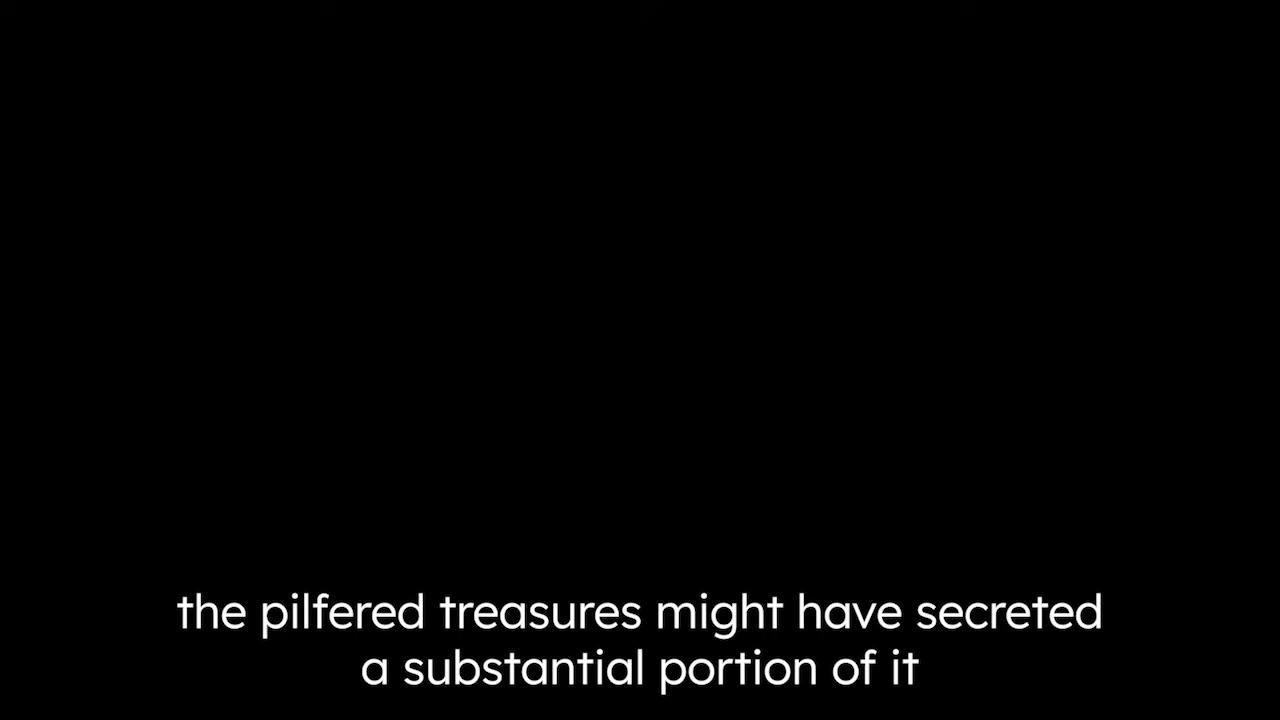 the pilfered treasures might have secreted
a substantial portion of it